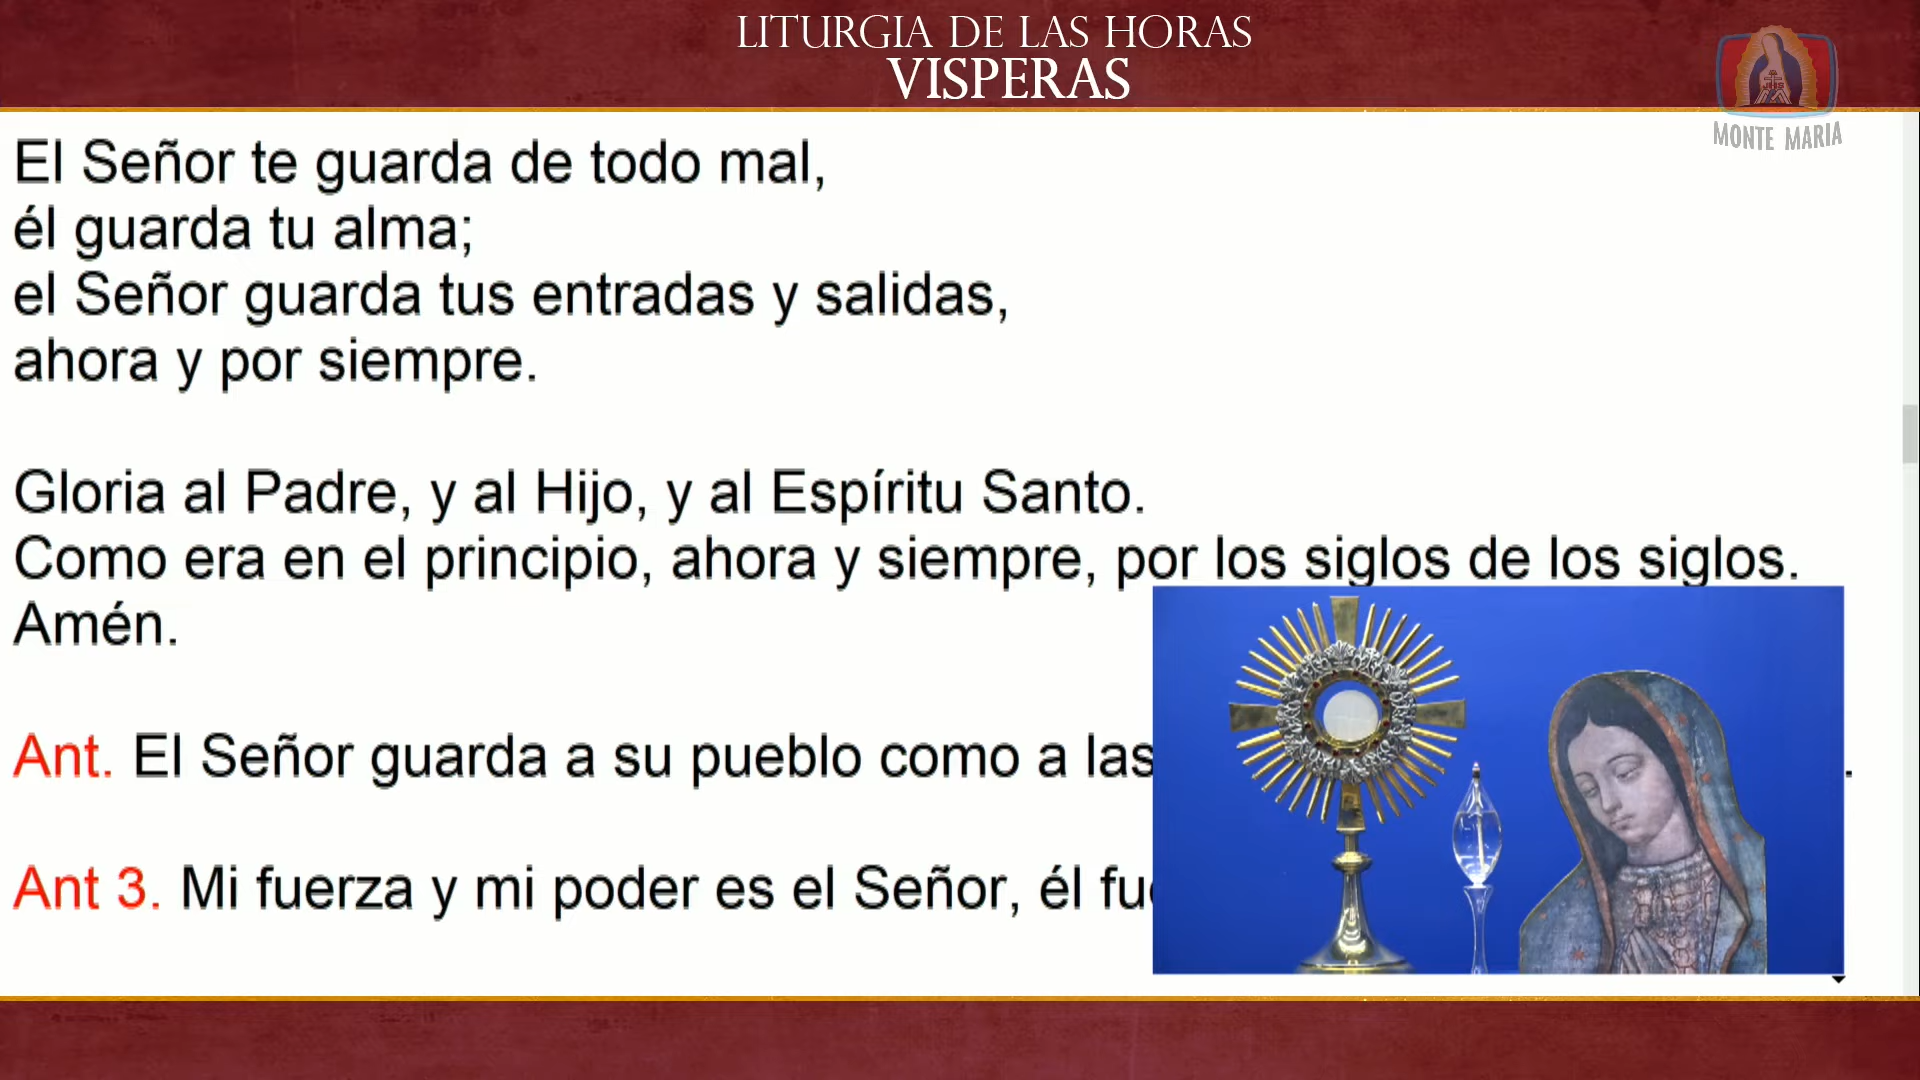 LITURGIA DE LAS HORAS
VISPERAS
JHS
MONTE MARIA
El Señor te guarda de todo mal,
él guarda tu alma;
el Señor guarda tus entradas y salidas,
ahora y por siempre.
Gloria al Padre, y al Hijo, y al Espíritu Santo.
Como era en el principio, ahora y siempre, por los siglos de los siglos.
Amén.
Ant. El Señor guarda a su pueblo como a las
Ant 3. Mi fuerza y mi poder es el Señor, él